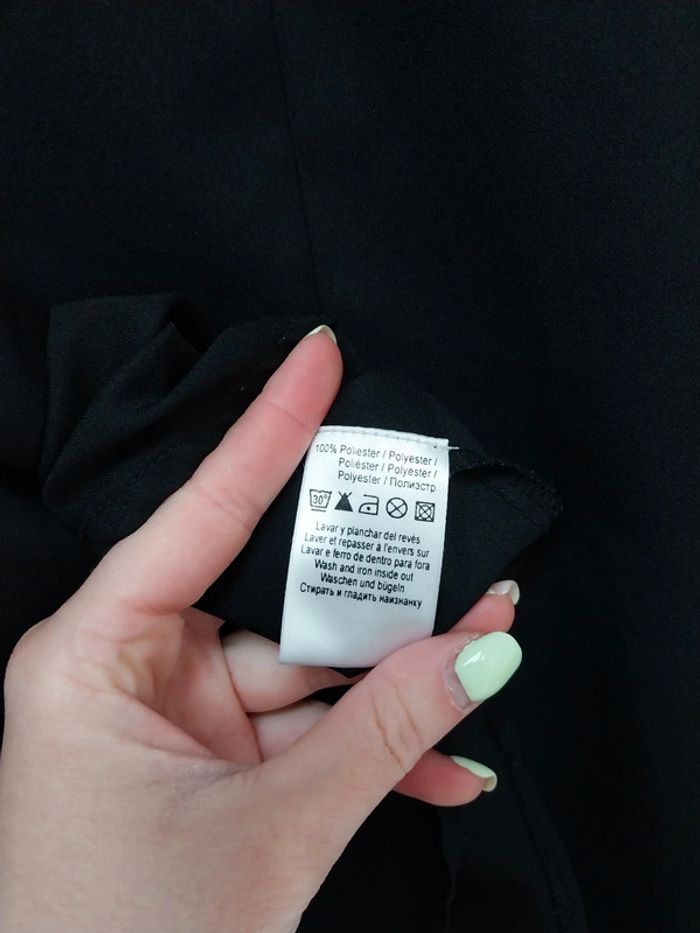 100% Poliester / Polyester /
Poliéster / Polyester /
Polyester / Полиэстр
30°
Lavar y planchar del revés
Laver et repasser à l'envers sur
Lavar e ferro de dentro para fora
Wash and iron inside out
Waschen und bügeln
Стирать и гладить наизнанку